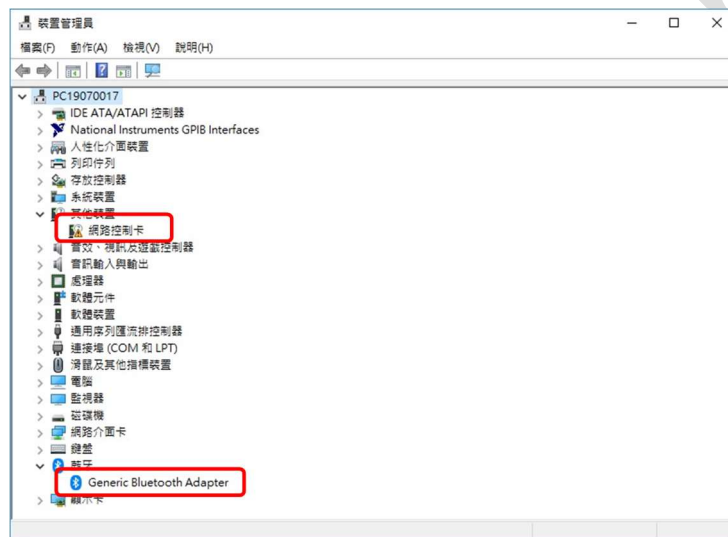 裝置管理員
檔案(F) 動作(A) 檢視(V) 說明(H)
PC19070017
IDE ATA/ATAPI 控制器
National Instruments GPIB Interfaces
人性化介面裝置
列印佇列
存放控制器
系統裝置
其他裝置
網路控制卡
音效、視訊及遊戲控制器
音訊輸入與輸出
處理器
軟體元件
軟體裝置
通用序列匯流排控制器
連接埠 (COM 和 LPT)
滑鼠及其他指標裝置
電腦
監視器
磁碟機
網路介面卡
鍵盤
藍牙
Generic Bluetooth Adapter
顯示卡